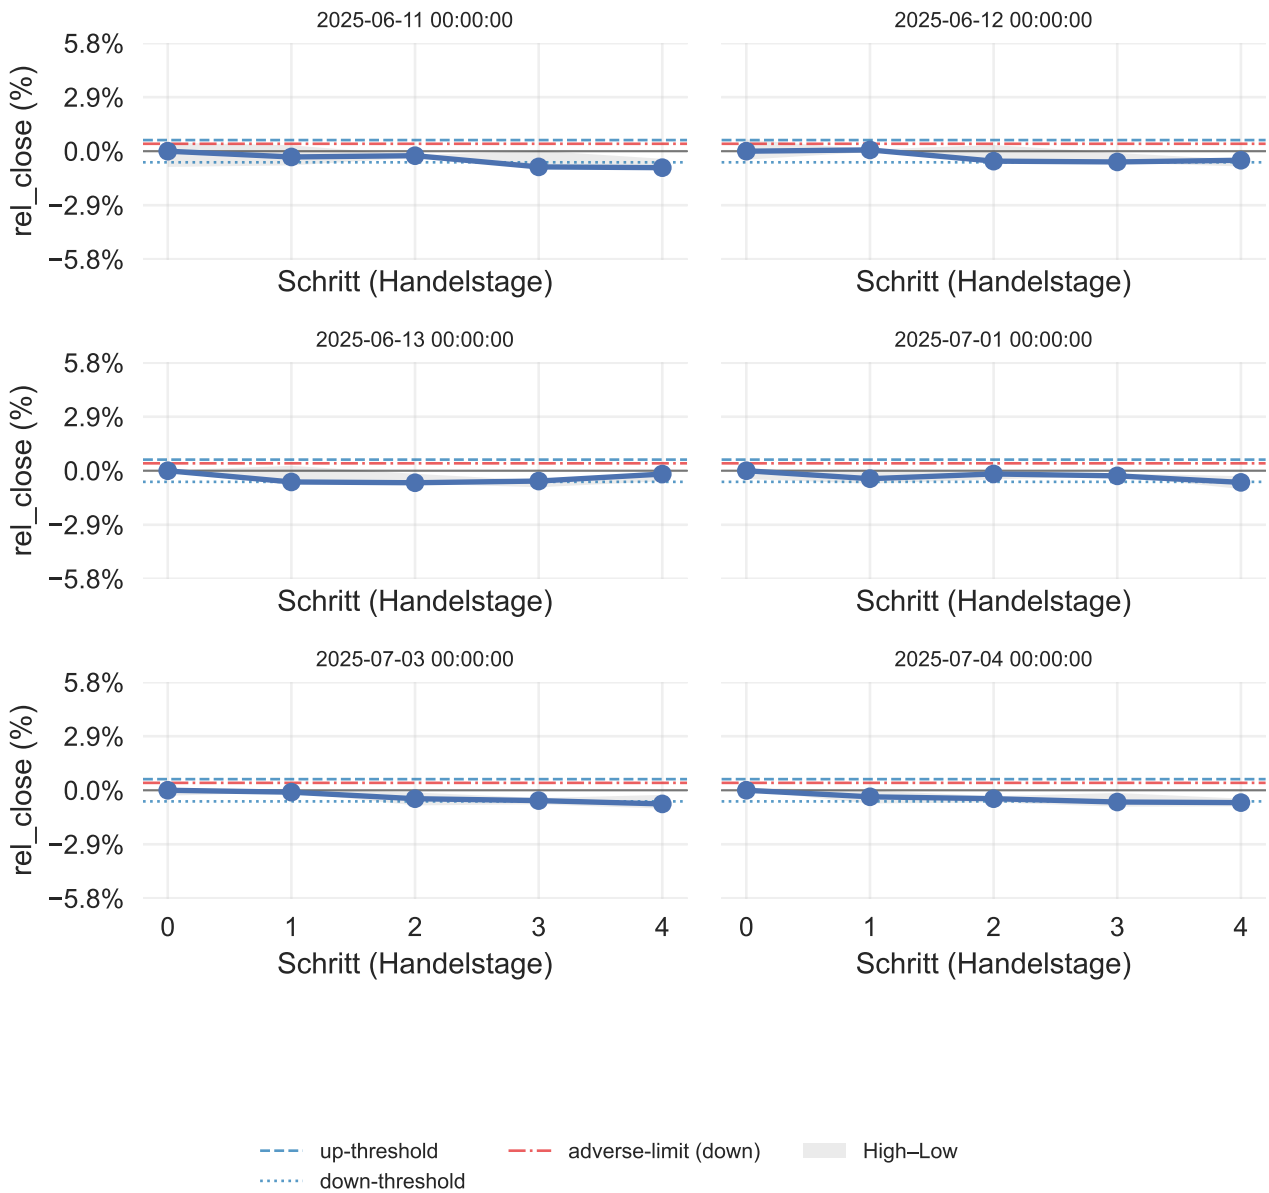 2025-06-11 00:00:00
2025-06-12 00:00:00
rel_close (%)
5.8%
2.9%
0.0%
−2.9%
−5.8%
Schritt (Handelstage)
Schritt (Handelstage)
2025-06-13 00:00:00
2025-07-01 00:00:00
rel_close (%)
5.8%
2.9%
0.0%
−2.9%
−5.8%
Schritt (Handelstage)
Schritt (Handelstage)
2025-07-03 00:00:00
2025-07-04 00:00:00
rel_close (%)
5.8%
2.9%
0.0%
−2.9%
−5.8%
0 1 2 3 4
0 1 2 3 4
Schritt (Handelstage)
Schritt (Handelstage)
up-threshold
down-threshold
adverse-limit (down)
High–Low